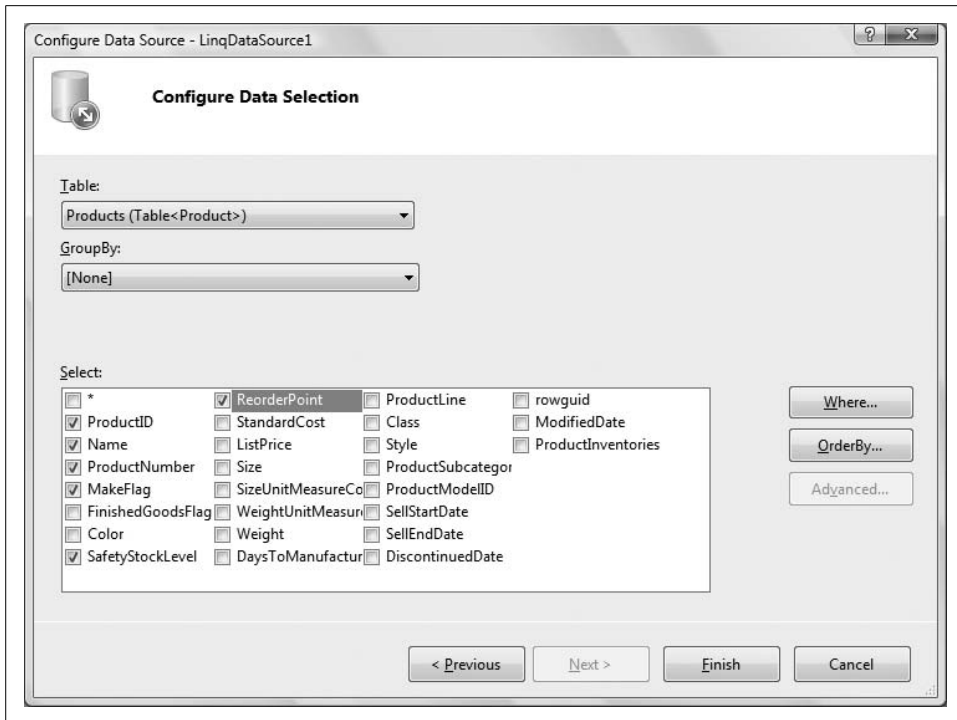 Configure Data Source - LinqDataSource1
?
Configure Data Selection
Table:
Products (Table<Product>)
GroupBy:
[None]
Select:
* ReorderPoint ProductLine rowguid
ProductID StandardCost Class ModifiedDate
Name ListPrice Style ProductInventories
ProductNumber Size ProductSubcategor
MakeFlag SizeUnitMeasureCo ProductModelID
FinishedGoodsFlag WeightUnitMeasur SellStartDate
Color Weight SellEndDate
SafetyStockLevel DaysToManufactur DiscontinuedDate
Where...
OrderBy...
Advanced...
< Previous Next > Finish Cancel